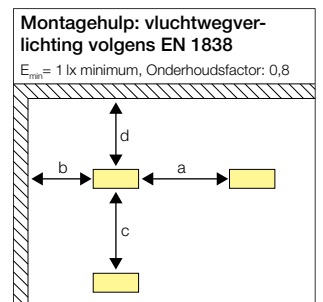 Montagehulp: vluchtwegver-
lichting volgens EN 1838
Emin= 1 lx minimum, Onderhoudsfactor: 0,8
d
b a
c